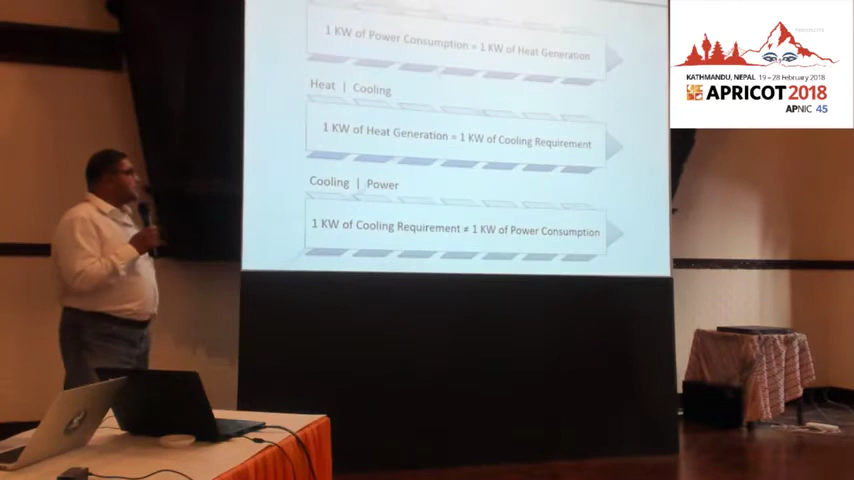 1 KW of Power Consumption = 1 KW of Heat Generation
Heat | Cooling
1 KW of Heat Generation = 1 KW of Cooling Requirement
Cooling | Power
1 KW of Cooling Requirement ≠ 1 KW of Power Consumption
KATHMANDU, NEPAL 19 – 28 February 2018
APRICOT 2018
APNIC 45